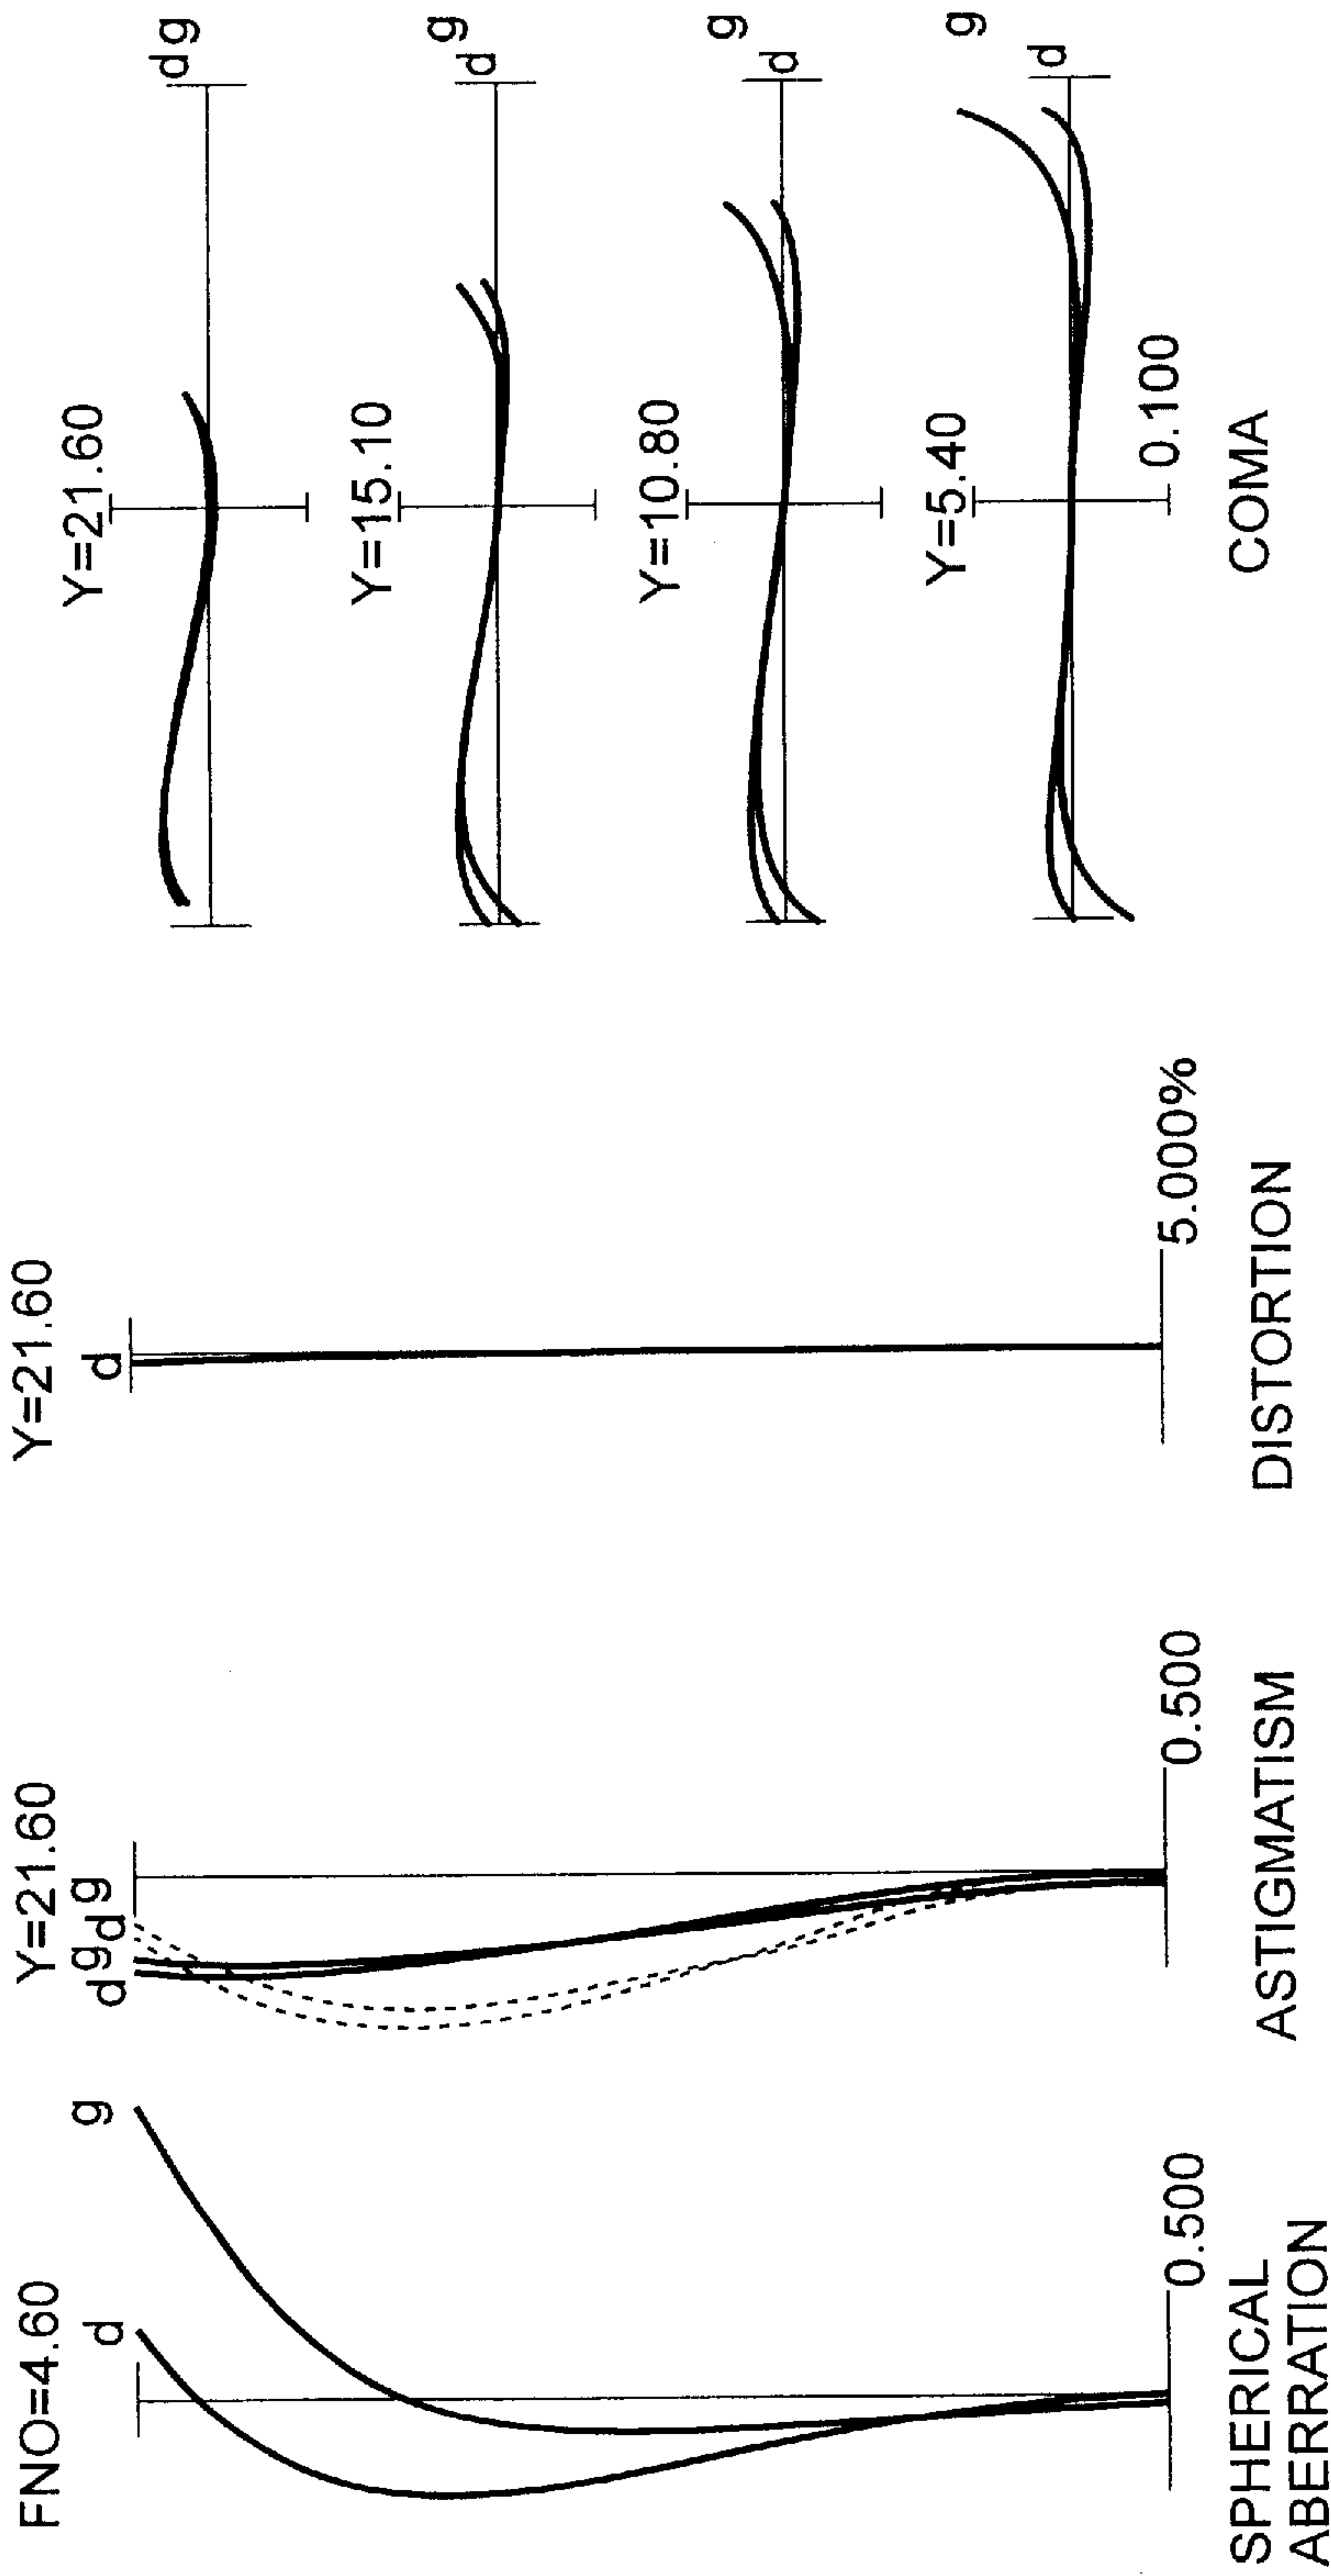 FNO=4.60
d
g
0.500
SPHERICAL
ABERRATION
Y=21.60
d
g
d
g
0.500
ASTIGMATISM
Y=21.60
d
5.000%
DISTORTION
Y=21.60
d g
Y=15.10
g
d
Y=10.80
g
d
Y=5.40
g
d
0.100
COMA